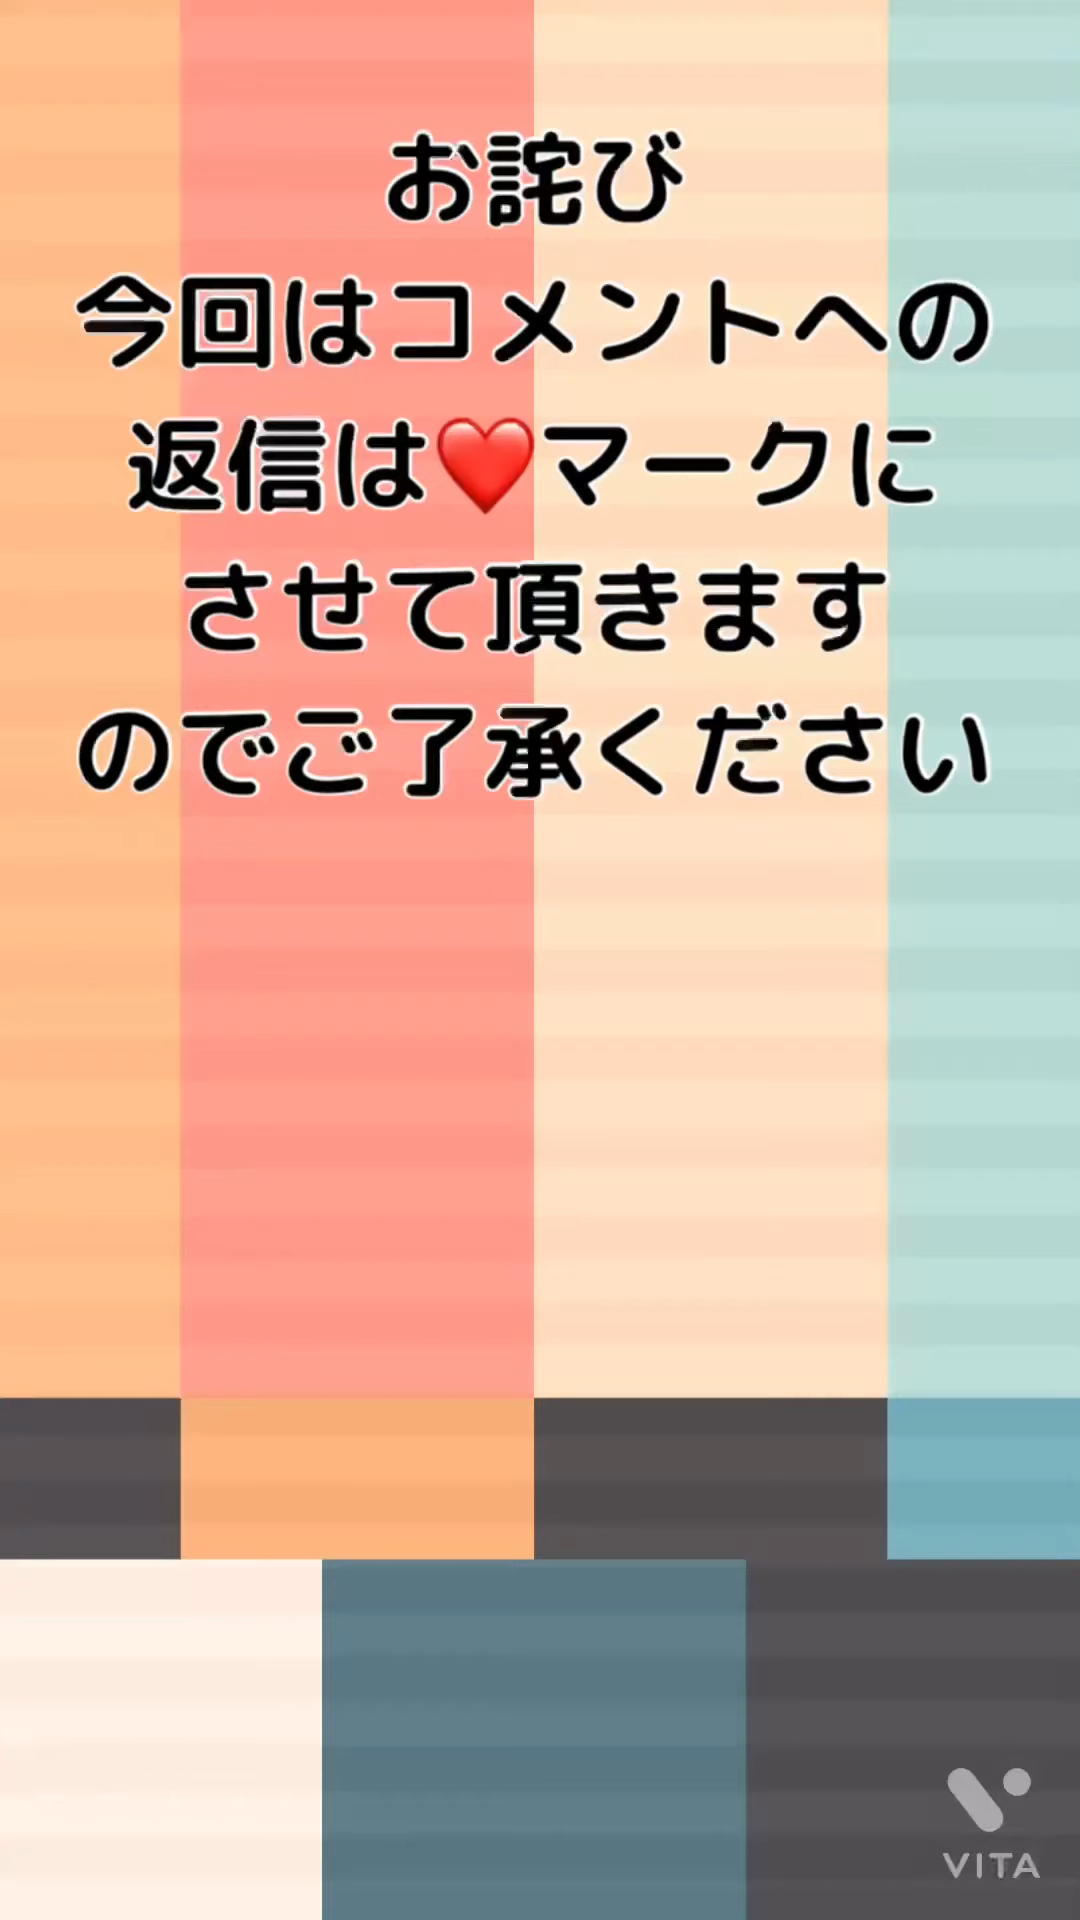 お詫び
今回はコメントへの
返信は❤️マークに
させて頂きます
のでご了承ください
VITA